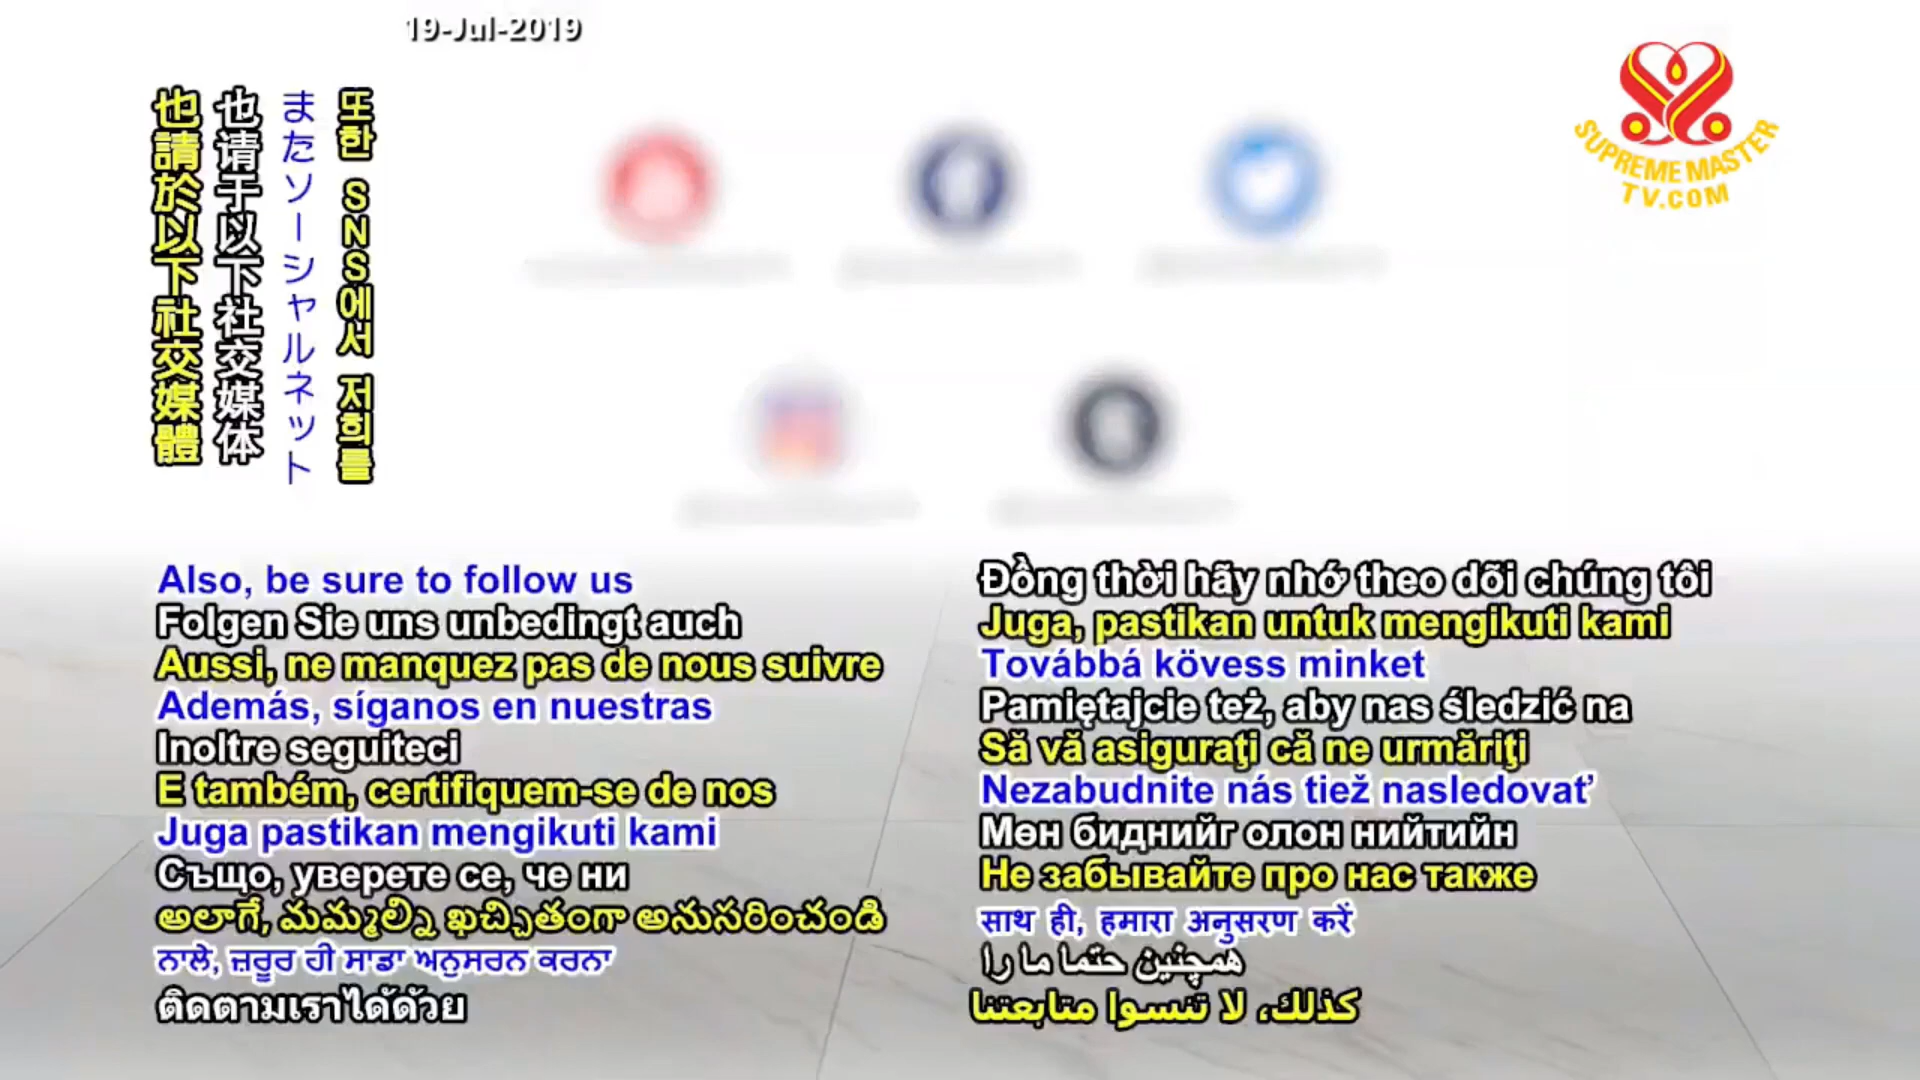 19-Jul-2019
SUPREME MASTER
TV.COM
也請於以下社交媒體
也请于以下社交媒体
またソーシャルネット
또한 SNS에서 저희를
Also, be sure to follow us
Folgen Sie uns unbedingt auch
Aussi, ne manquez pas de nous suivre
Además, síganos en nuestras
Inoltre seguiteci
E também, certifiquem-se de nos
Juga pastikan mengikuti kami
Също, уверете се, че ни
అలాగే, మమ్మల్ని ఖచ్చితంగా అనుసరించండి
ਨਾਲੇ, ਜ਼ਰੂਰ ਹੀ ਸਾਡਾ ਅਨੁਸਰਨ ਕਰਨਾ
ติดตามเราได้ด้วย
Đồng thời hãy nhớ theo dõi chúng tôi
Juga, pastikan untuk mengikuti kami
Továbbá kövess minket
Pamiętajcie też, aby nas śledzić na
Să vă asiguraţi că ne urmăriţi
Nezabudnite nás tiež nasledovať
Мөн биднийг олон нийтийн
Не забывайте про нас также
साथ ही, हमारा अनुसरण करें
همچنین حتما ما را
كذلك، لا تنسوا متابعتنا